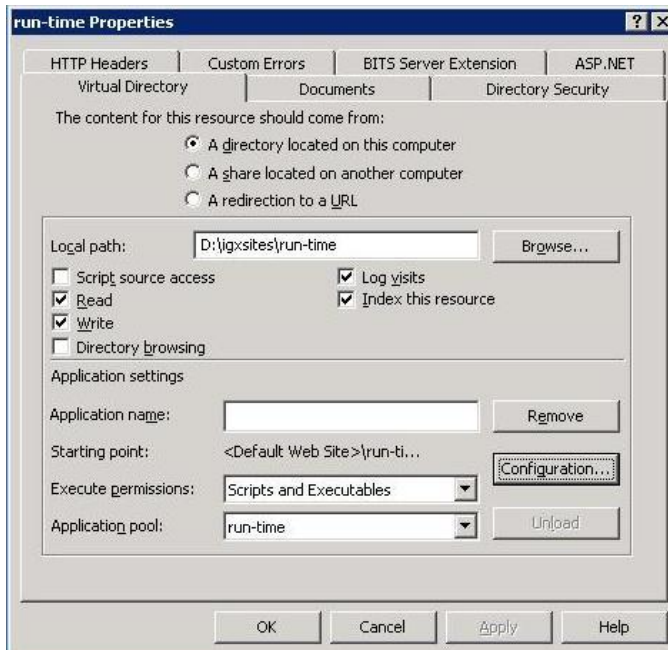 run-time Properties
HTTP Headers
Custom Errors
BITS Server Extension
ASP.NET
Virtual Directory
Documents
Directory Security
The content for this resource should come from:
A directory located on this computer
A share located on another computer
A redirection to a URL
Local path:
D:\igxsites\run-time
Browse...
Script source access
Log visits
Read
Index this resource
Write
Directory browsing
Application settings
Application name:
Remove
Starting point:
<Default Web Site>\run-ti...
Configuration...
Execute permissions:
Scripts and Executables
Application pool:
run-time
Unload
OK
Cancel
Apply
Help